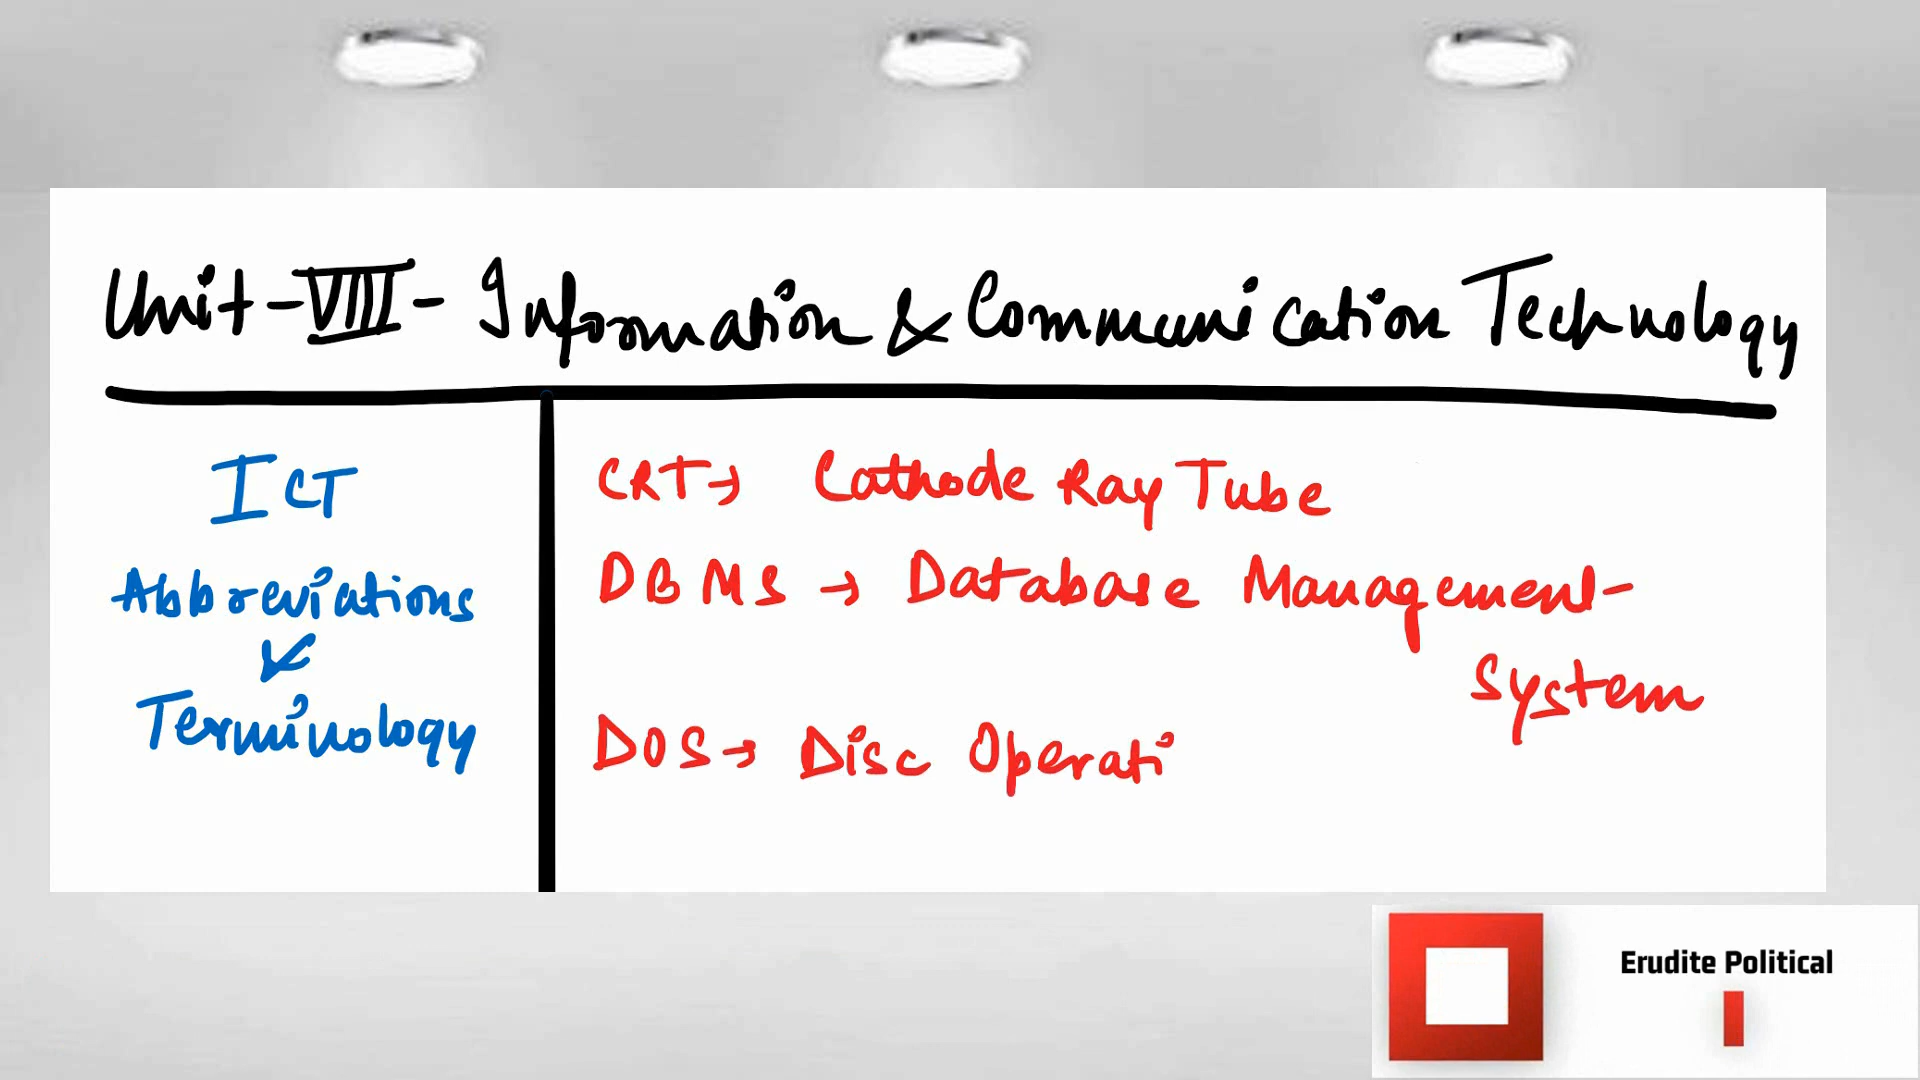 Unit-VIII- Information & Communication Technology
ICT
Abbreviations
&
Terminology
CRT→ Cathode Ray Tube
DBMS → Database Management-
System
DOS→ Disc Operati
Erudite Political